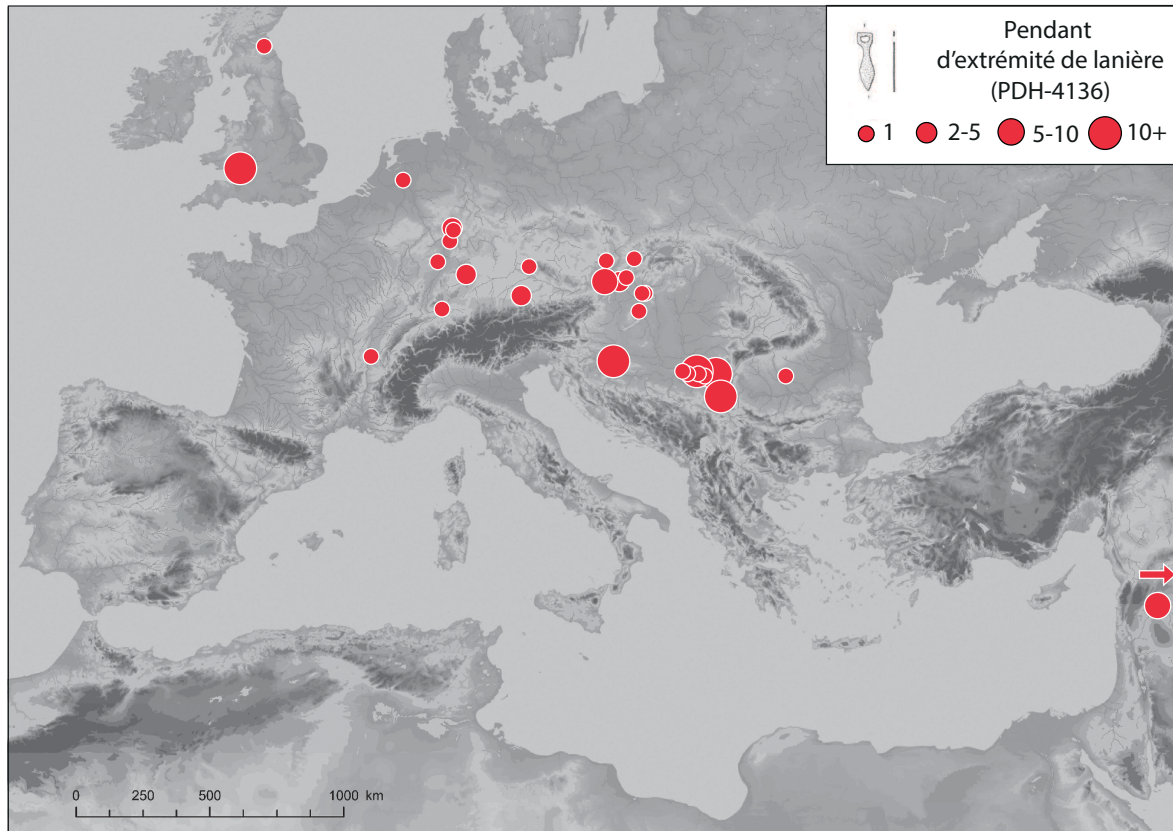 Pendant
d'extrémité de lanière
(PDH-4136)
1 2-5 5-10 10+
0 250 500 1000 km